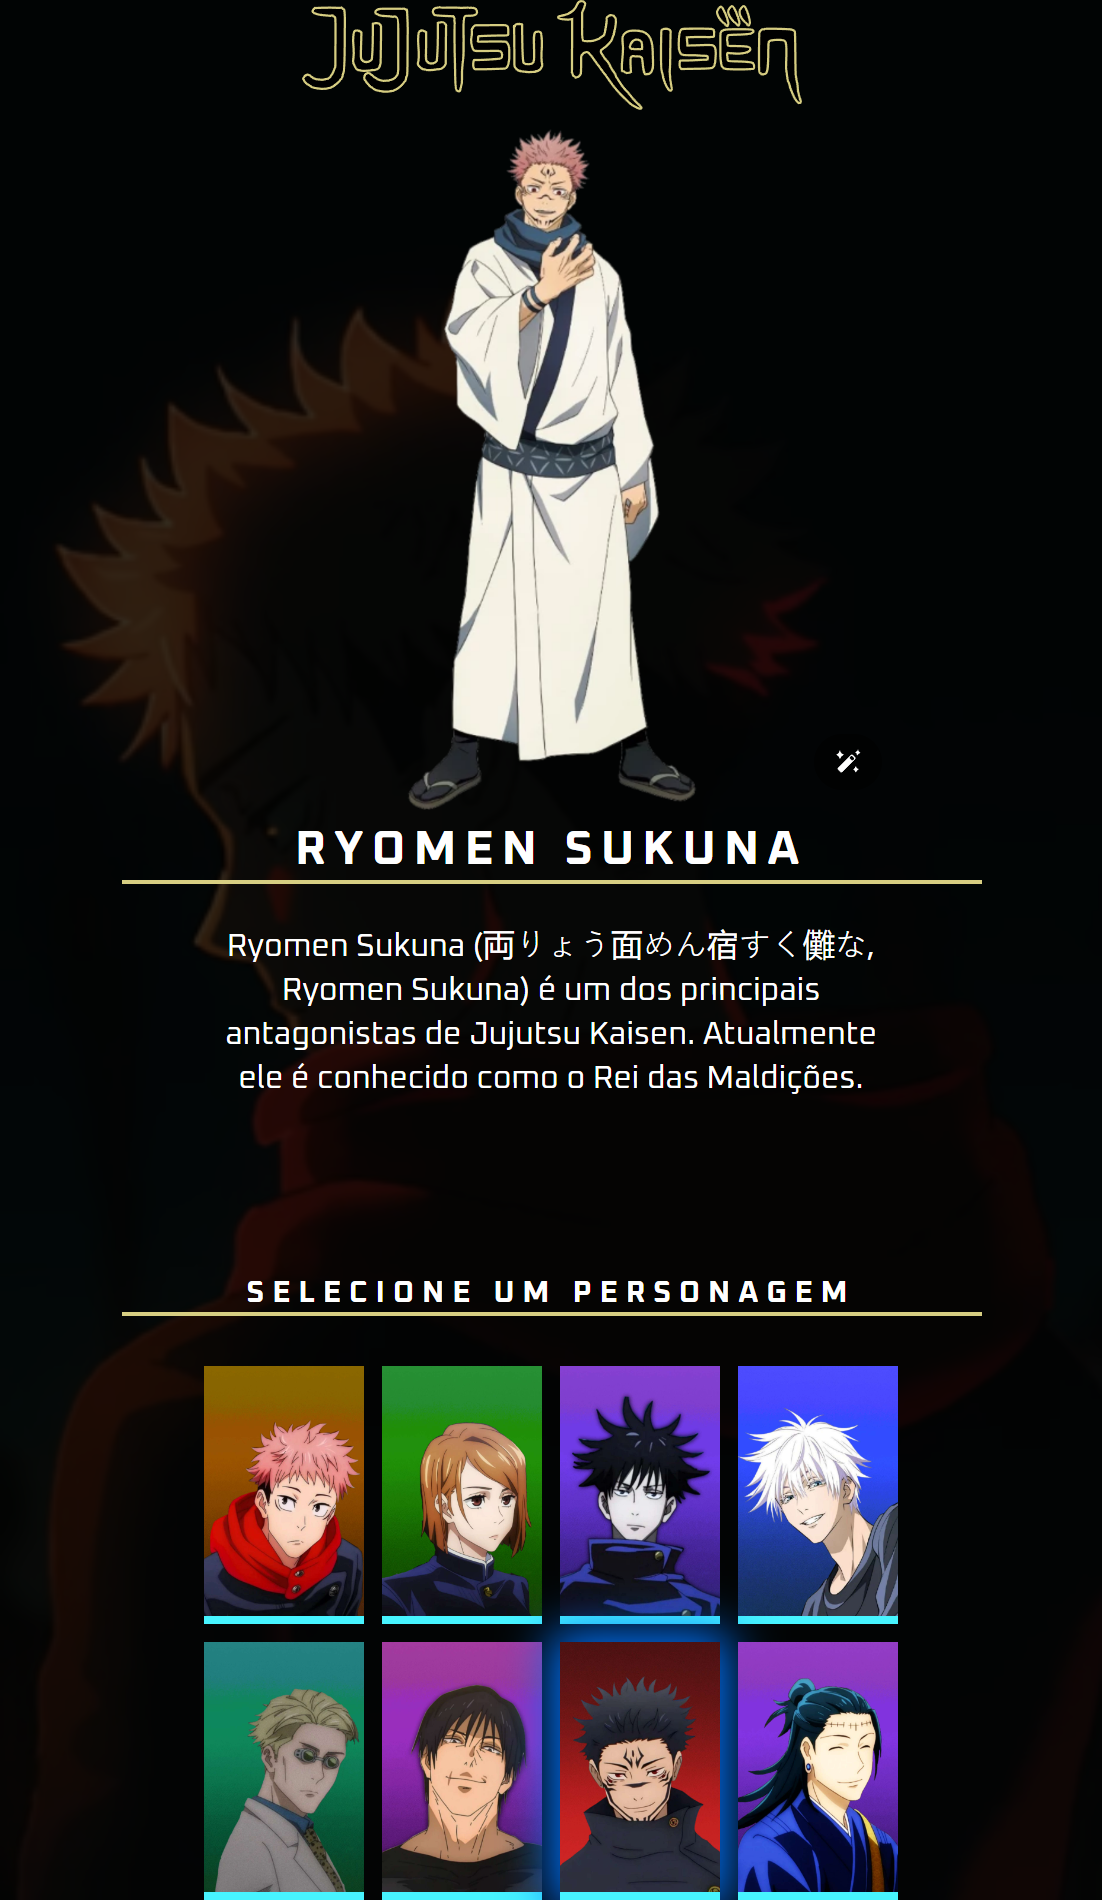 JUJUTSU KAISEN
RYOMEN SUKUNA
Ryomen Sukuna (両りょう面めん宿すく儺な,
Ryomen Sukuna) é um dos principais
antagonistas de Jujutsu Kaisen. Atualmente
ele é conhecido como o Rei das Maldições.
SELECIONE UM PERSONAGEM